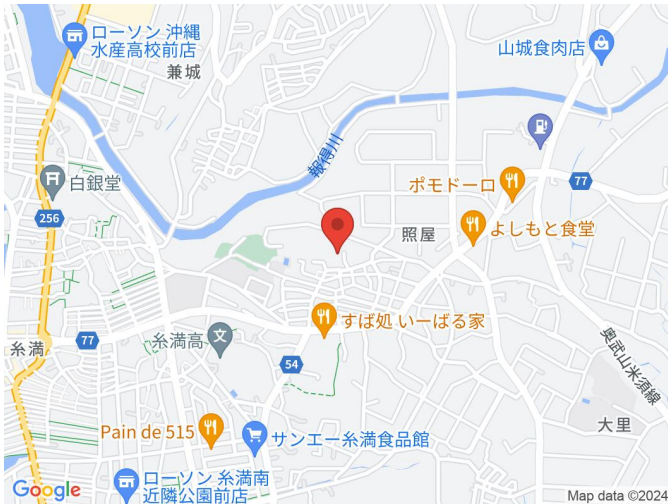 ローソン 沖縄
水産高校前店
兼城
山城食肉店
報得川
77
白銀堂
ポモドーロ
256
照屋
よしもと食堂
すば処 いーばる家
77
糸満
糸満高
文
54
奥武山米須線
大里
Pain de 515
サンエー糸満食品館
ローソン 糸満南
近隣公園前店
Google
Map data ©2024